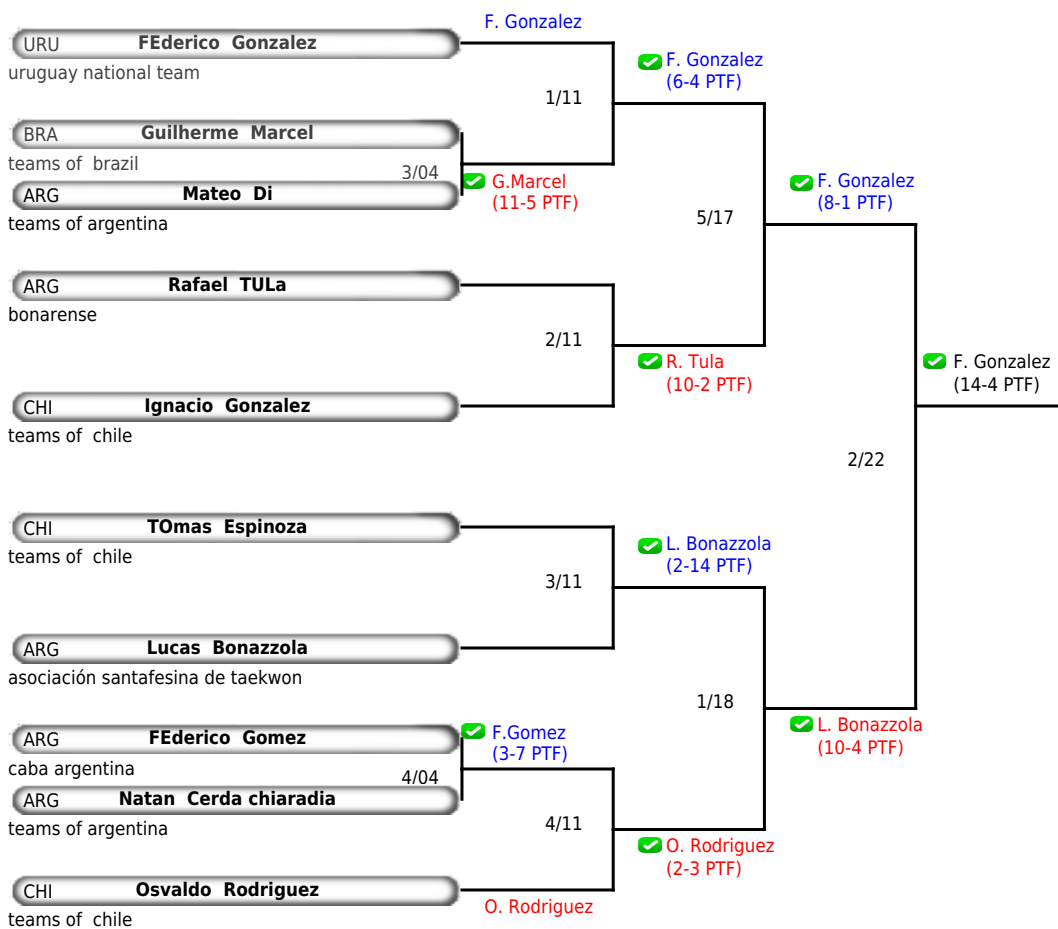 F. Gonzalez
URU FEderico Gonzalez
uruguay national team
F. Gonzalez
(6-4 PTF)
1/11
BRA Guilherme Marcel
teams of brazil
3/04
G.Marcel
(11-5 PTF)
ARG Mateo Di
teams of argentina
F. Gonzalez
(8-1 PTF)
5/17
ARG Rafael TULa
bonarense
2/11
R. Tula
(10-2 PTF)
F. Gonzalez
(14-4 PTF)
CHI Ignacio Gonzalez
teams of chile
2/22
CHI TOmas Espinoza
teams of chile
L. Bonazzola
(2-14 PTF)
3/11
ARG Lucas Bonazzola
asociación santafesina de taekwon
1/18
L. Bonazzola
(10-4 PTF)
ARG FEderico Gomez
caba argentina
F.Gomez
(3-7 PTF)
4/04
ARG Natan Cerda chiaradia
teams of argentina
4/11
O. Rodriguez
(2-3 PTF)
CHI Osvaldo Rodriguez
teams of chile
O. Rodriguez